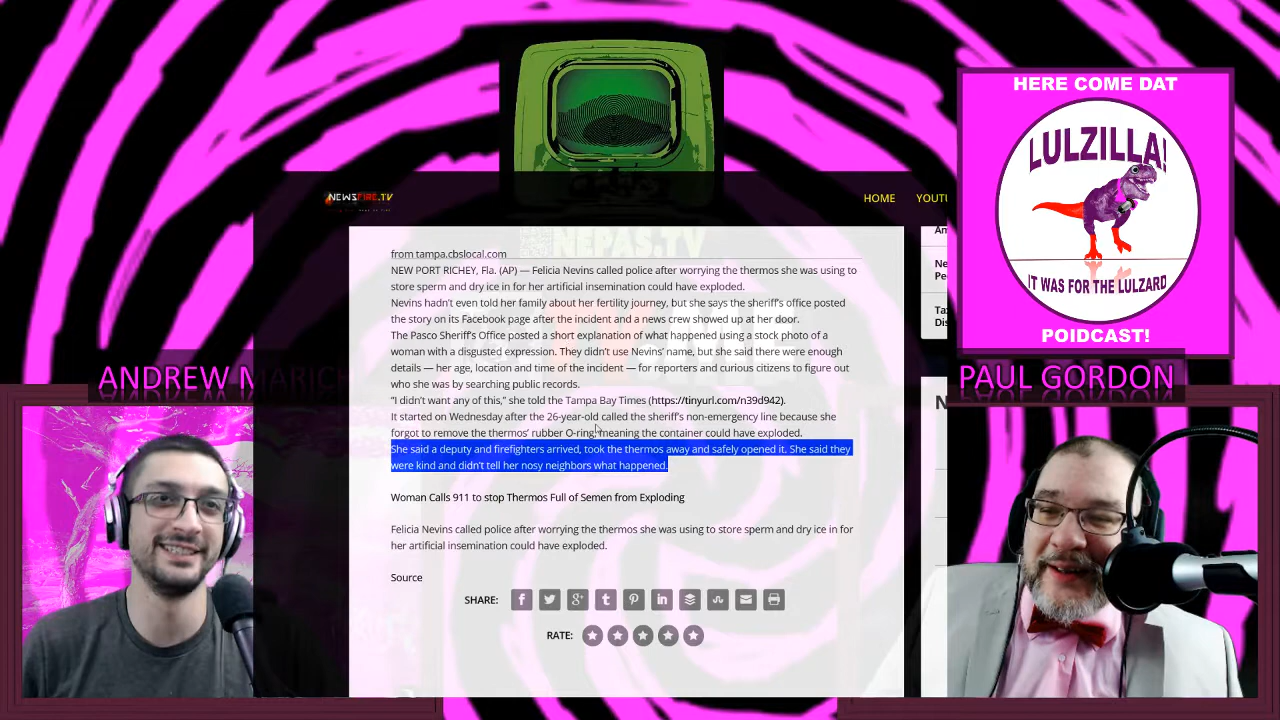 HERE COME DAT
LULZILLA!
IT WAS FOR THE LULZARD
POIDCAST!
NEWSFIRE.TV
HOME YOUTU
NEPAS.TV
from tampa.cbslocal.com
NEW PORT RICHEY, Fla. (AP) — Felicia Nevins called police after worrying the thermos she was using to
store sperm and dry ice in for her artificial insemination could have exploded.
Nevins hadn't even told her family about her fertility journey, but she says the sheriff's office posted
the story on its Facebook page after the incident and a news crew showed up at her door.
The Pasco Sheriff's Office posted a short explanation of what happened using a stock photo of a
woman with a disgusted expression. They didn't use Nevins' name, but she said there were enough
details — her age, location and time of the incident — for reporters and curious citizens to figure out
who she was by searching public records.
"I didn't want any of this," she told the Tampa Bay Times (https://tinyurl.com/n39d942).
It started on Wednesday after the 26-year-old called the sheriff's non-emergency line because she
forgot to remove the thermos' rubber O-ring, meaning the container could have exploded.
She said a deputy and firefighters arrived, took the thermos away and safely opened it. She said they
were kind and didn't tell her nosy neighbors what happened.
Woman Calls 911 to stop Thermos Full of Semen from Exploding
Felicia Nevins called police after worrying the thermos she was using to store sperm and dry ice in for
her artificial insemination could have exploded.
Source
SHARE:
RATE:
Am
Ne
Pe
Tax
Dis
N
ANDREW MARICH
PAUL GORDON